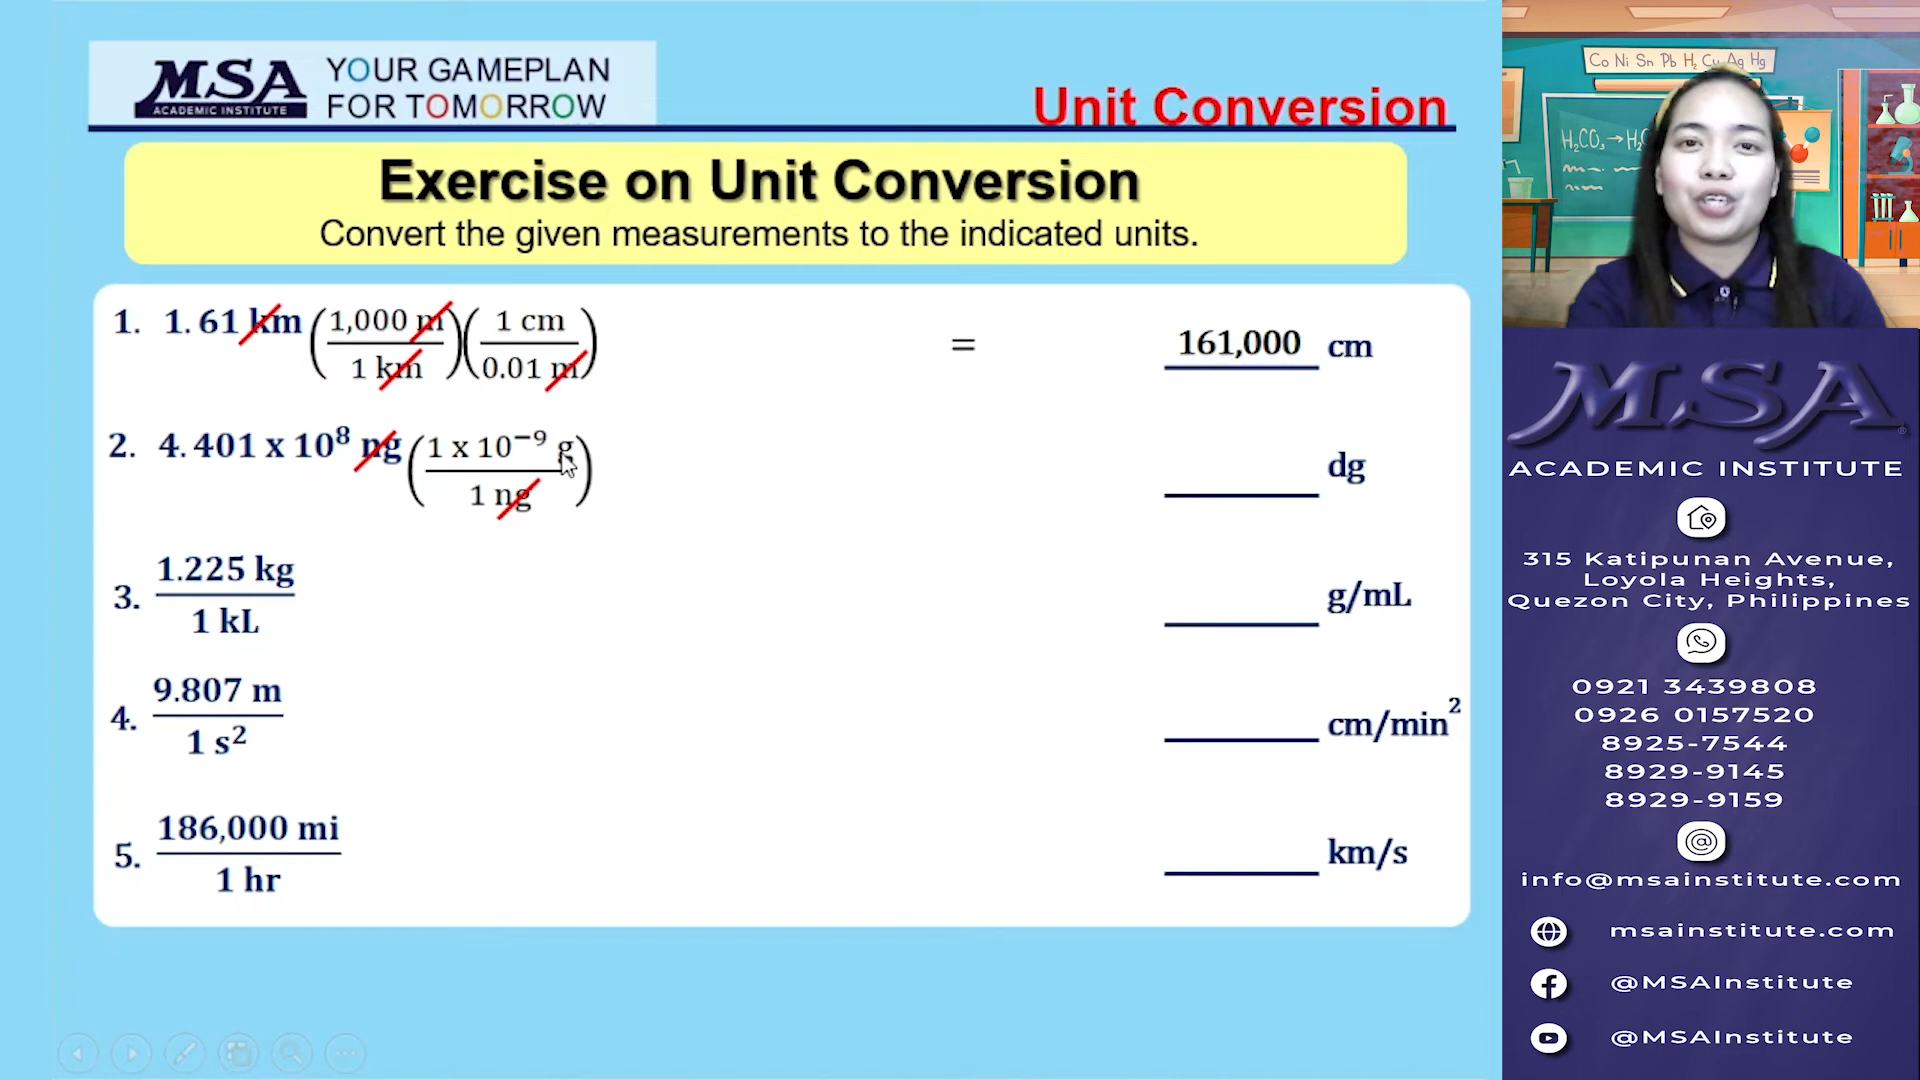 MSA
ACADEMIC INSTITUTE
YOUR GAMEPLAN
FOR TOMORROW
Unit Conversion
Exercise on Unit Conversion
Convert the given measurements to the indicated units.
1. 1.61 km (1,000 m / 1 km) (1 cm / 0.01 m) = 161,000 cm
2. 4.401 x 10⁸ ng (1 x 10⁻⁹ g / 1 ng) dg
3. 1.225 kg / 1 kL g/mL
4. 9.807 m / 1 s² cm/min²
5. 186,000 mi / 1 hr km/s
Co Ni Sn Pb H₂ Cu Ag Hg
H₂CO₃→H₂
MSA
ACADEMIC INSTITUTE
315 Katipunan Avenue,
Loyola Heights,
Quezon City, Philippines
0921 3439808
0926 0157520
8925-7544
8929-9145
8929-9159
info@msainstitute.com
msainstitute.com
@MSAInstitute
@MSAInstitute